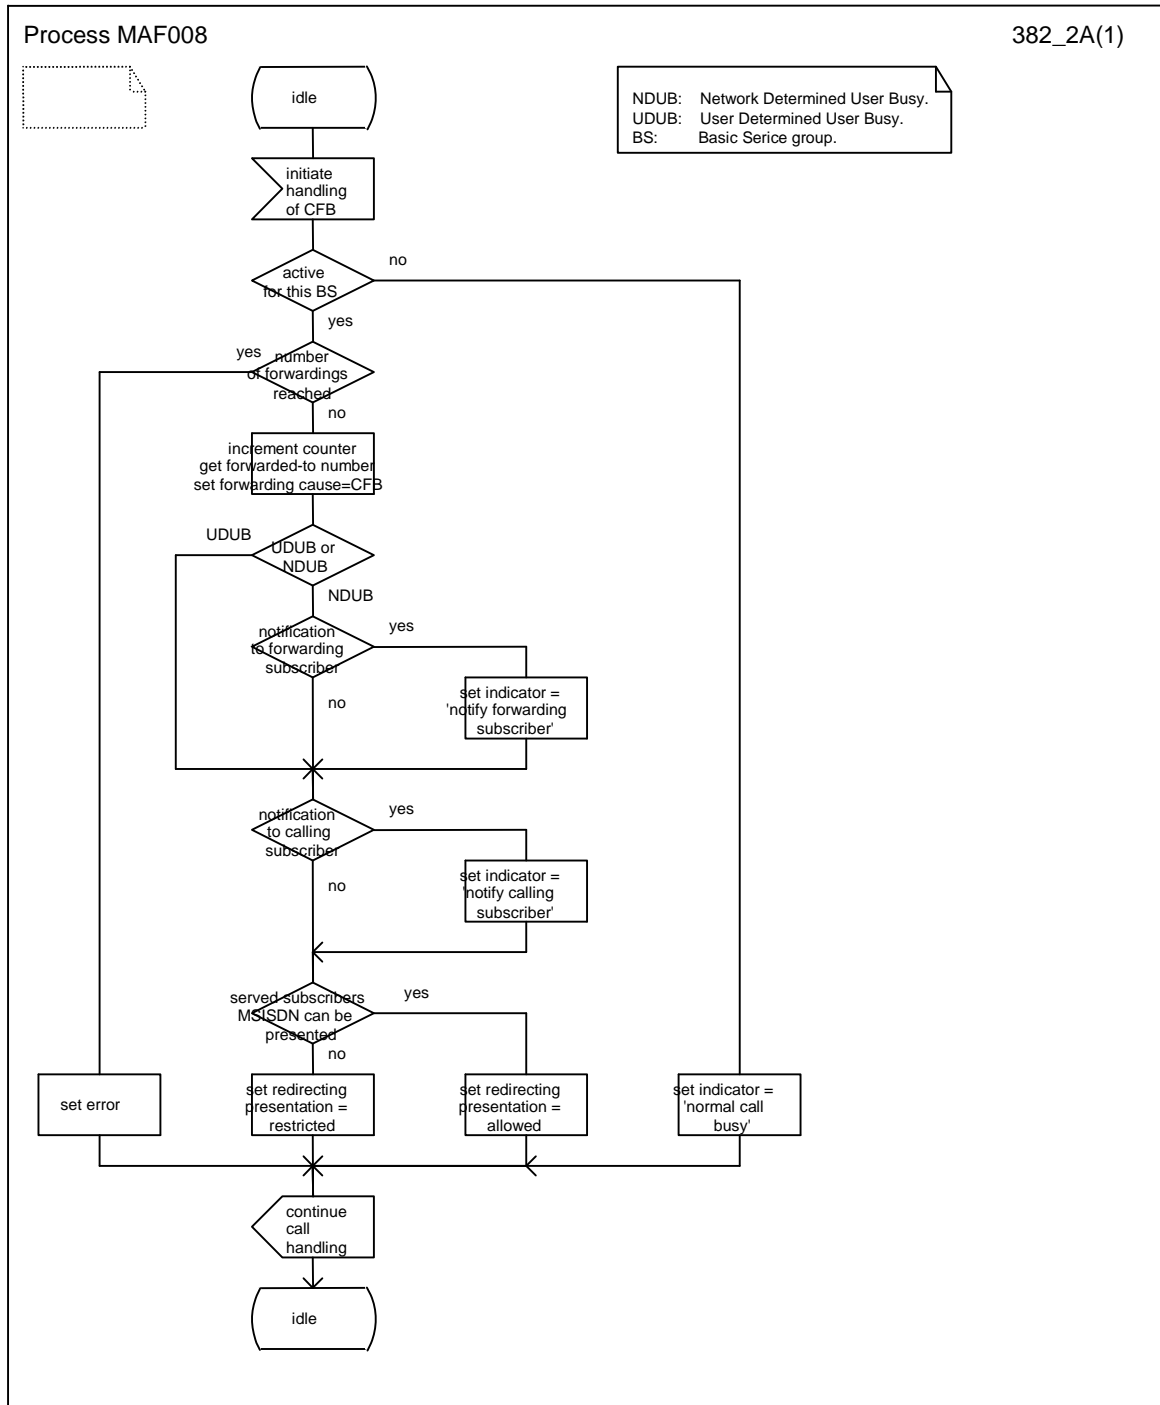 Process MAF008
382_2A(1)
idle
NDUB: Network Determined User Busy.
UDUB: User Determined User Busy.
BS: Basic Serice group.
initiate
handling
of CFB
no
active
for this BS
yes
yes
number
of forwardings
reached
no
increment counter
get forwarded-to number
set forwarding cause=CFB
UDUB
UDUB or
NDUB
NDUB
notification
to forwarding
subscriber
yes
no
set indicator =
'notify forwarding
subscriber'
notification
to calling
subscriber
yes
no
set indicator =
'notify calling
subscriber'
served subscribers
MSISDN can be
presented
yes
no
set error
set redirecting
presentation =
restricted
set redirecting
presentation =
allowed
set indicator =
'normal call
busy'
continue
call
handling
idle